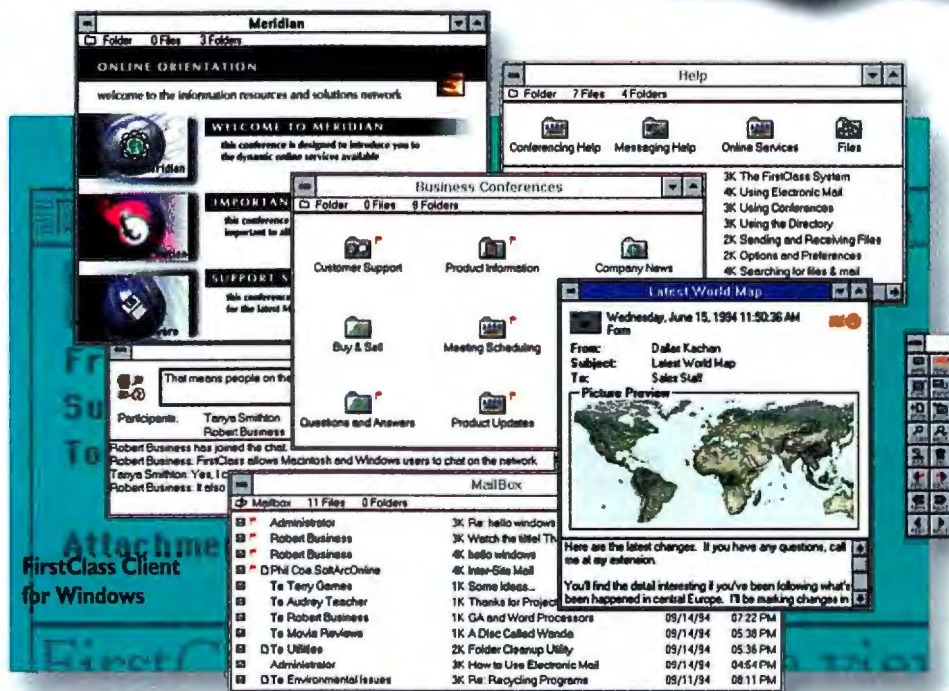 Meridian
Folder 0 Files 3 Folders
ONLINE ORIENTATION
welcome to the information resources and solutions network
WELCOME TO MERIDIAN
this conference is designed to introduce you to
the dynamic online services available
IMPORTAN
this conference
important to all
SUPPORT
this conference
for the latest M
Help
Folder 7 Files 4 Folders
Conferencing Help Messaging Help Online Services Files
3K The FirstClass System
4K Using Electronic Mail
3K Using Conferences
3K Using the Directory
2K Sending and Receiving Files
2K Options and Preferences
4K Searching for files & mail
Business Conferences
Folder 0 Files 9 Folders
Customer Support Product Information Company News
Buy & Sell Meeting Scheduling
Questions and Answers Product Updates
Latest World Map
Wednesday, June 15, 1994 11:50:36 AM
Form
From: Dallas Kachan
Subject: Latest World Map
To: Sales Staff
Picture Preview
Here are the latest changes. If you have any questions, call
me at my extension.
You'll find the detail interesting if you've been following what's
been happened in central Europe. I'll be marking changes in
That means people on the
Participants: Tanya Smithton
Robert Business
Robert Business has joined the chat.
Robert Business: FirstClass allows Macintosh and Windows users to chat on the network
Tanya Smithton: Yes, I c
Robert Business: It also
MailBox
Mailbox 11 Files 0 Folders
Administrator 3K Re: hello windows
Robert Business 3K Watch the title! Th
Robert Business 4K hello windows
Phil Coa SoftArcOnline 4K Inter-Site Mail
To Terry Games 1K Some ideas...
To Audrey Teacher 1K Thanks for Project
To Robert Business 1K GA and Word Processors 09/14/94 07:22 PM
To Movie Reviews 1K A Disc Called Wanda 09/14/94 05:38 PM
To Utilities 2K Folder Cleanup Utility 09/14/94 05:36 PM
Administrator 3K How to Use Electronic Mail 09/14/94 04:54 PM
To Environmental Issues 3K Re: Recycling Programs 09/11/94 08:11 PM
Fr
Su
To
Attachme
FirstClass Client
for Windows
FirstC